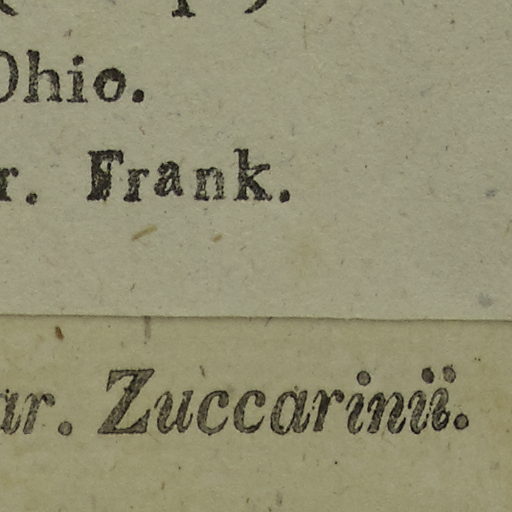 Ohio.
r. Frank.
ar. Zuccarinii.